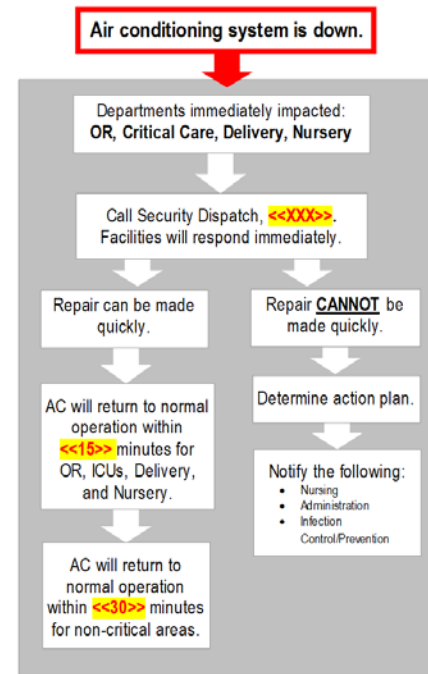 Air conditioning system is down.
Departments immediately impacted:
OR, Critical Care, Delivery, Nursery
Call Security Dispatch, <<XXX>>.
Facilities will respond immediately.
Repair can be made
quickly.
AC will return to normal
operation within
<<15>> minutes for
OR, ICUs, Delivery,
and Nursery.
AC will return to
normal operation
within <<30>> minutes
for non-critical areas.
Repair CANNOT be
made quickly.
Determine action plan.
Notify the following:
• Nursing
• Administration
• Infection
Control/Prevention